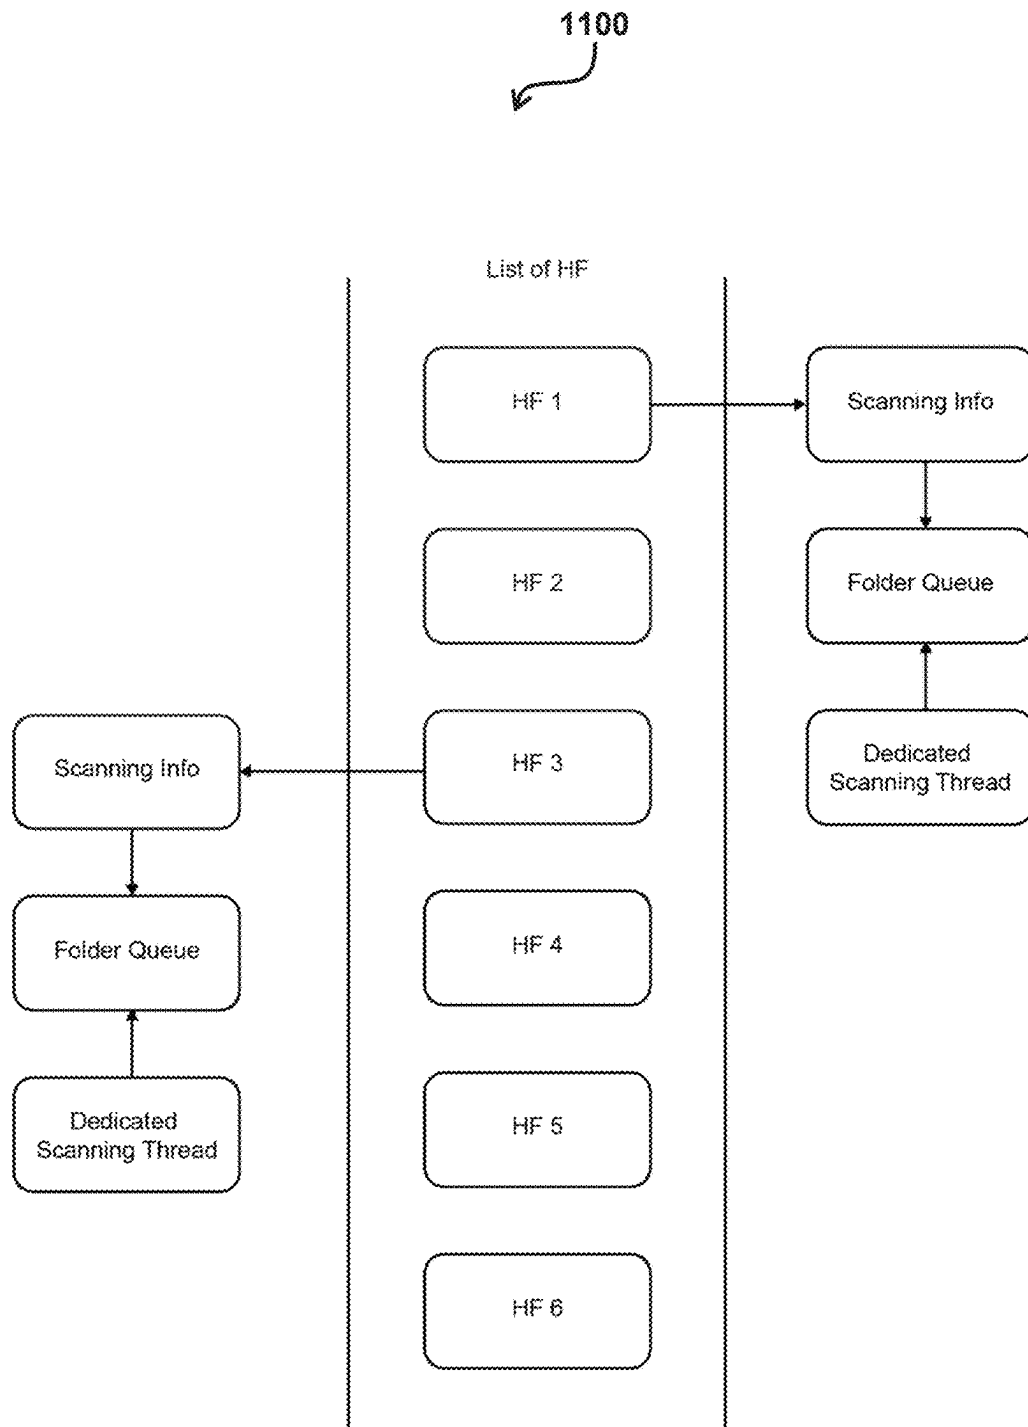 1100
List of HF
HF 1
Scanning Info
HF 2
Folder Queue
HF 3
Dedicated
Scanning Thread
Scanning Info
HF 4
Folder Queue
HF 5
Dedicated
Scanning Thread
HF 6